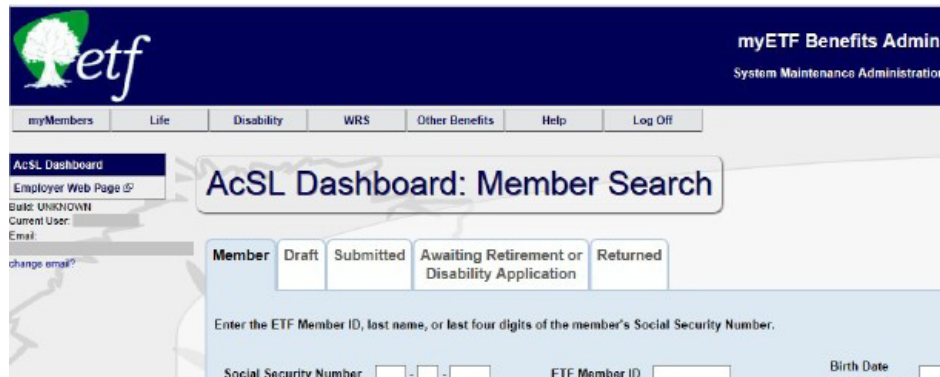 etf
myETF Benefits Admin
System Maintenance Administration
myMembers Life Disability WRS Other Benefits Help Log Off
AcSL Dashboard
Employer Web Page
Build: UNKNOWN
Current User:
Email:
change email?
AcSL Dashboard: Member Search
Member Draft Submitted Awaiting Retirement or Disability Application Returned
Enter the ETF Member ID, last name, or last four digits of the member's Social Security Number.
Social Security Number - - ETF Member ID Birth Date